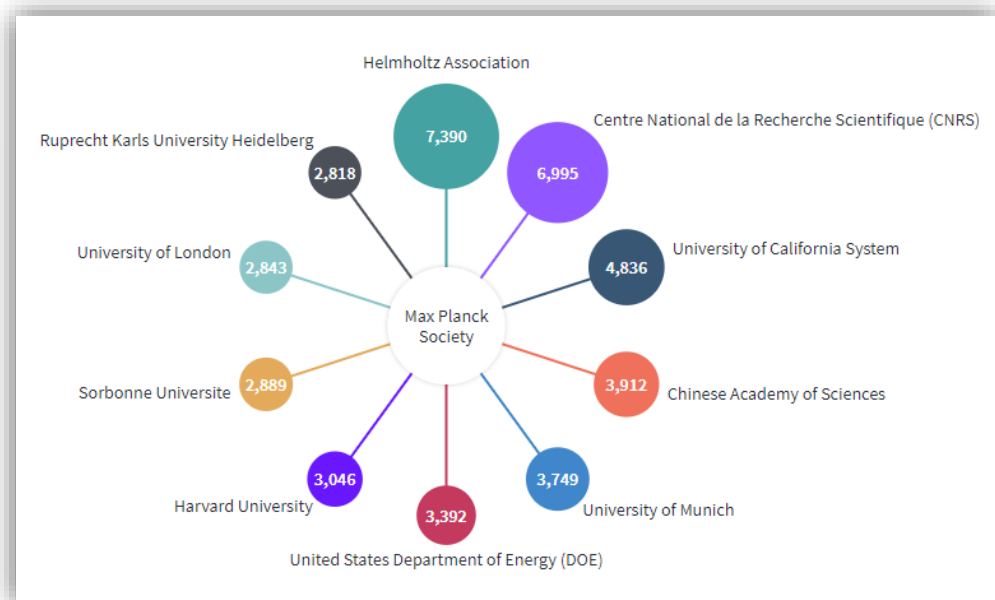 Helmholtz Association
7,390
Centre National de la Recherche Scientifique (CNRS)
6,995
University of California System
4,836
Chinese Academy of Sciences
3,912
University of Munich
3,749
United States Department of Energy (DOE)
3,392
Harvard University
3,046
Sorbonne Universite
2,889
University of London
2,843
Ruprecht Karls University Heidelberg
2,818
Max Planck
Society